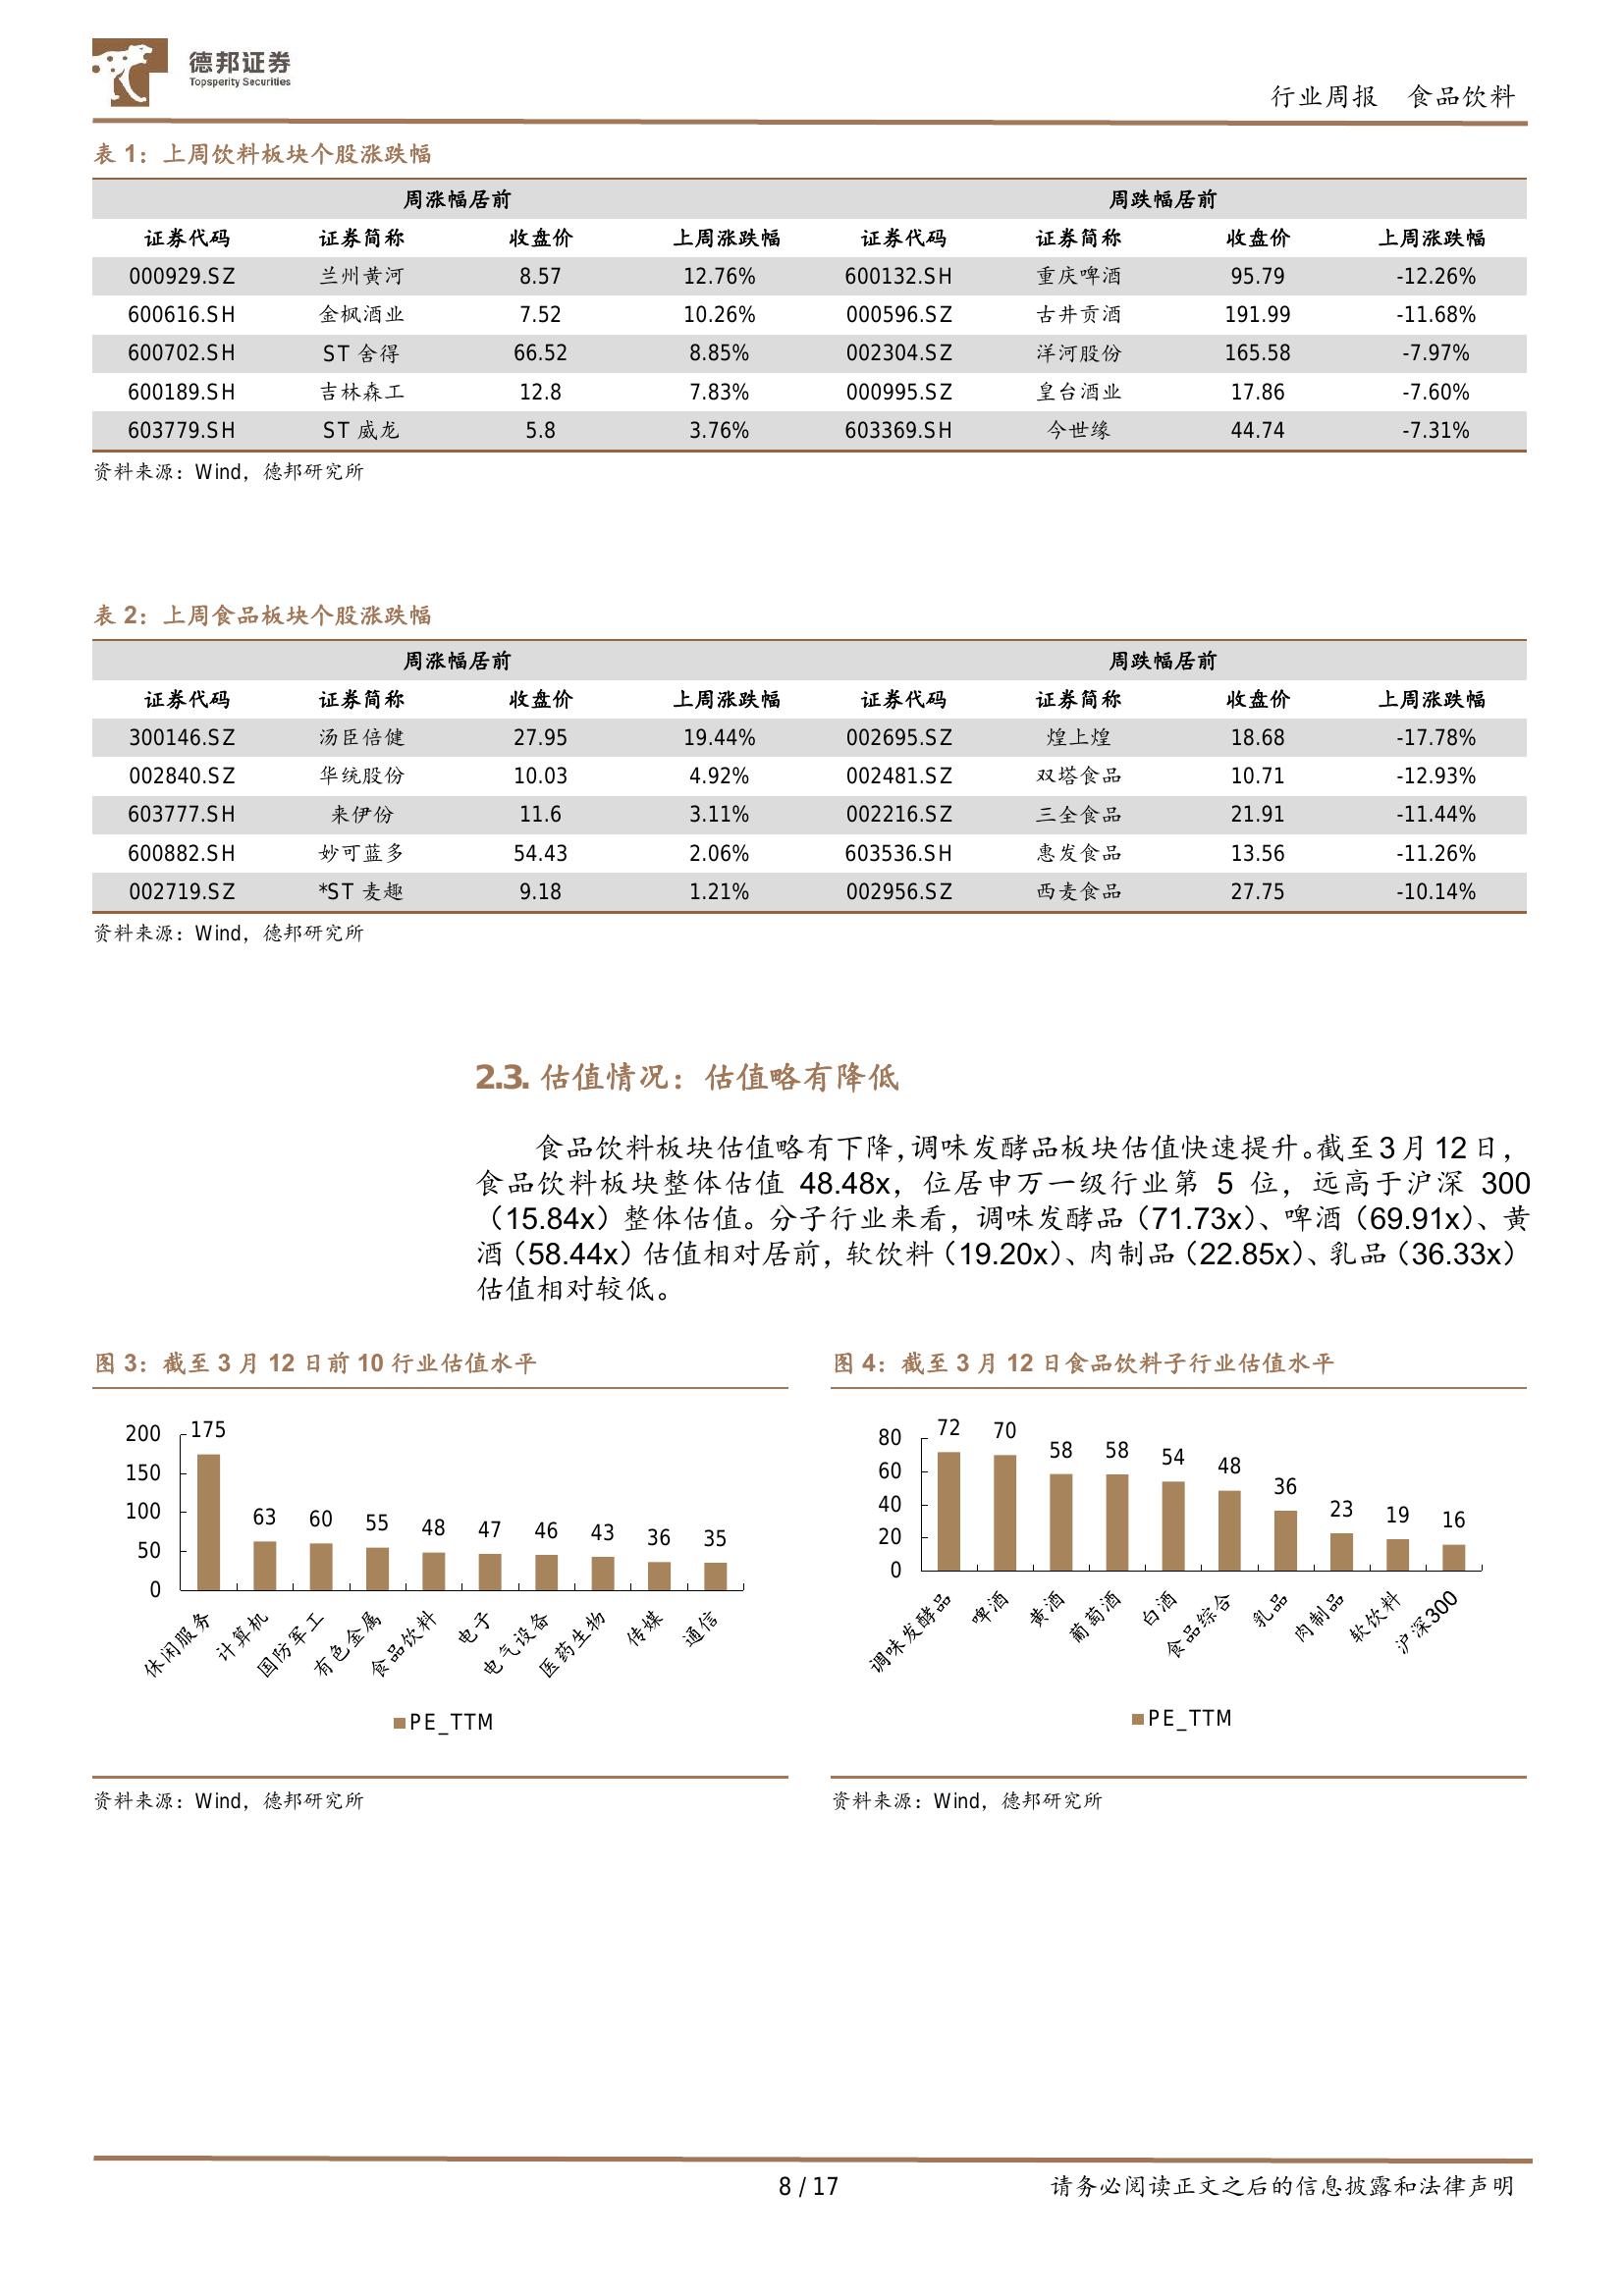 德邦证券
Topsperity Securities
行业周报 食品饮料
表 1：上周饮料板块个股涨跌幅
周涨幅居前 周跌幅居前
证券代码 证券简称 收盘价 上周涨跌幅 证券代码 证券简称 收盘价 上周涨跌幅
000929.SZ 兰州黄河 8.57 12.76% 600132.SH 重庆啤酒 95.79 -12.26%
600616.SH 金枫酒业 7.52 10.26% 000596.SZ 古井贡酒 191.99 -11.68%
600702.SH ST 舍得 66.52 8.85% 002304.SZ 洋河股份 165.58 -7.97%
600189.SH 吉林森工 12.8 7.83% 000995.SZ 皇台酒业 17.86 -7.60%
603779.SH ST 威龙 5.8 3.76% 603369.SH 今世缘 44.74 -7.31%
资料来源：Wind，德邦研究所
表 2：上周食品板块个股涨跌幅
周涨幅居前 周跌幅居前
证券代码 证券简称 收盘价 上周涨跌幅 证券代码 证券简称 收盘价 上周涨跌幅
300146.SZ 汤臣倍健 27.95 19.44% 002695.SZ 煌上煌 18.68 -17.78%
002840.SZ 华统股份 10.03 4.92% 002481.SZ 双塔食品 10.71 -12.93%
603777.SH 来伊份 11.6 3.11% 002216.SZ 三全食品 21.91 -11.44%
600882.SH 妙可蓝多 54.43 2.06% 603536.SH 惠发食品 13.56 -11.26%
002719.SZ *ST 麦趣 9.18 1.21% 002956.SZ 西麦食品 27.75 -10.14%
资料来源：Wind，德邦研究所
2.3. 估值情况：估值略有降低
食品饮料板块估值略有下降，调味发酵品板块估值快速提升。截至 3 月 12 日，
食品饮料板块整体估值 48.48x，位居申万一级行业第 5 位，远高于沪深 300
（15.84x）整体估值。分子行业来看，调味发酵品（71.73x）、啤酒（69.91x）、黄
酒（58.44x）估值相对居前，软饮料（19.20x）、肉制品（22.85x）、乳品（36.33x）
估值相对较低。
图 3：截至 3 月 12 日前 10 行业估值水平
200
150
100
50
0
175 63 60 55 48 47 46 43 36 35
休闲服务 计算机 国防军工 有色金属 食品饮料 电子 电气设备 医药生物 传媒 通信
PE_TTM
资料来源：Wind，德邦研究所
图 4：截至 3 月 12 日食品饮料子行业估值水平
80
60
40
20
0
72 70 58 58 54 48 36 23 19 16
调味发酵品 啤酒 黄酒 葡萄酒 白酒 食品综合 乳品 肉制品 软饮料 沪深300
PE_TTM
资料来源：Wind，德邦研究所
8 / 17
请务必阅读正文之后的信息披露和法律声明